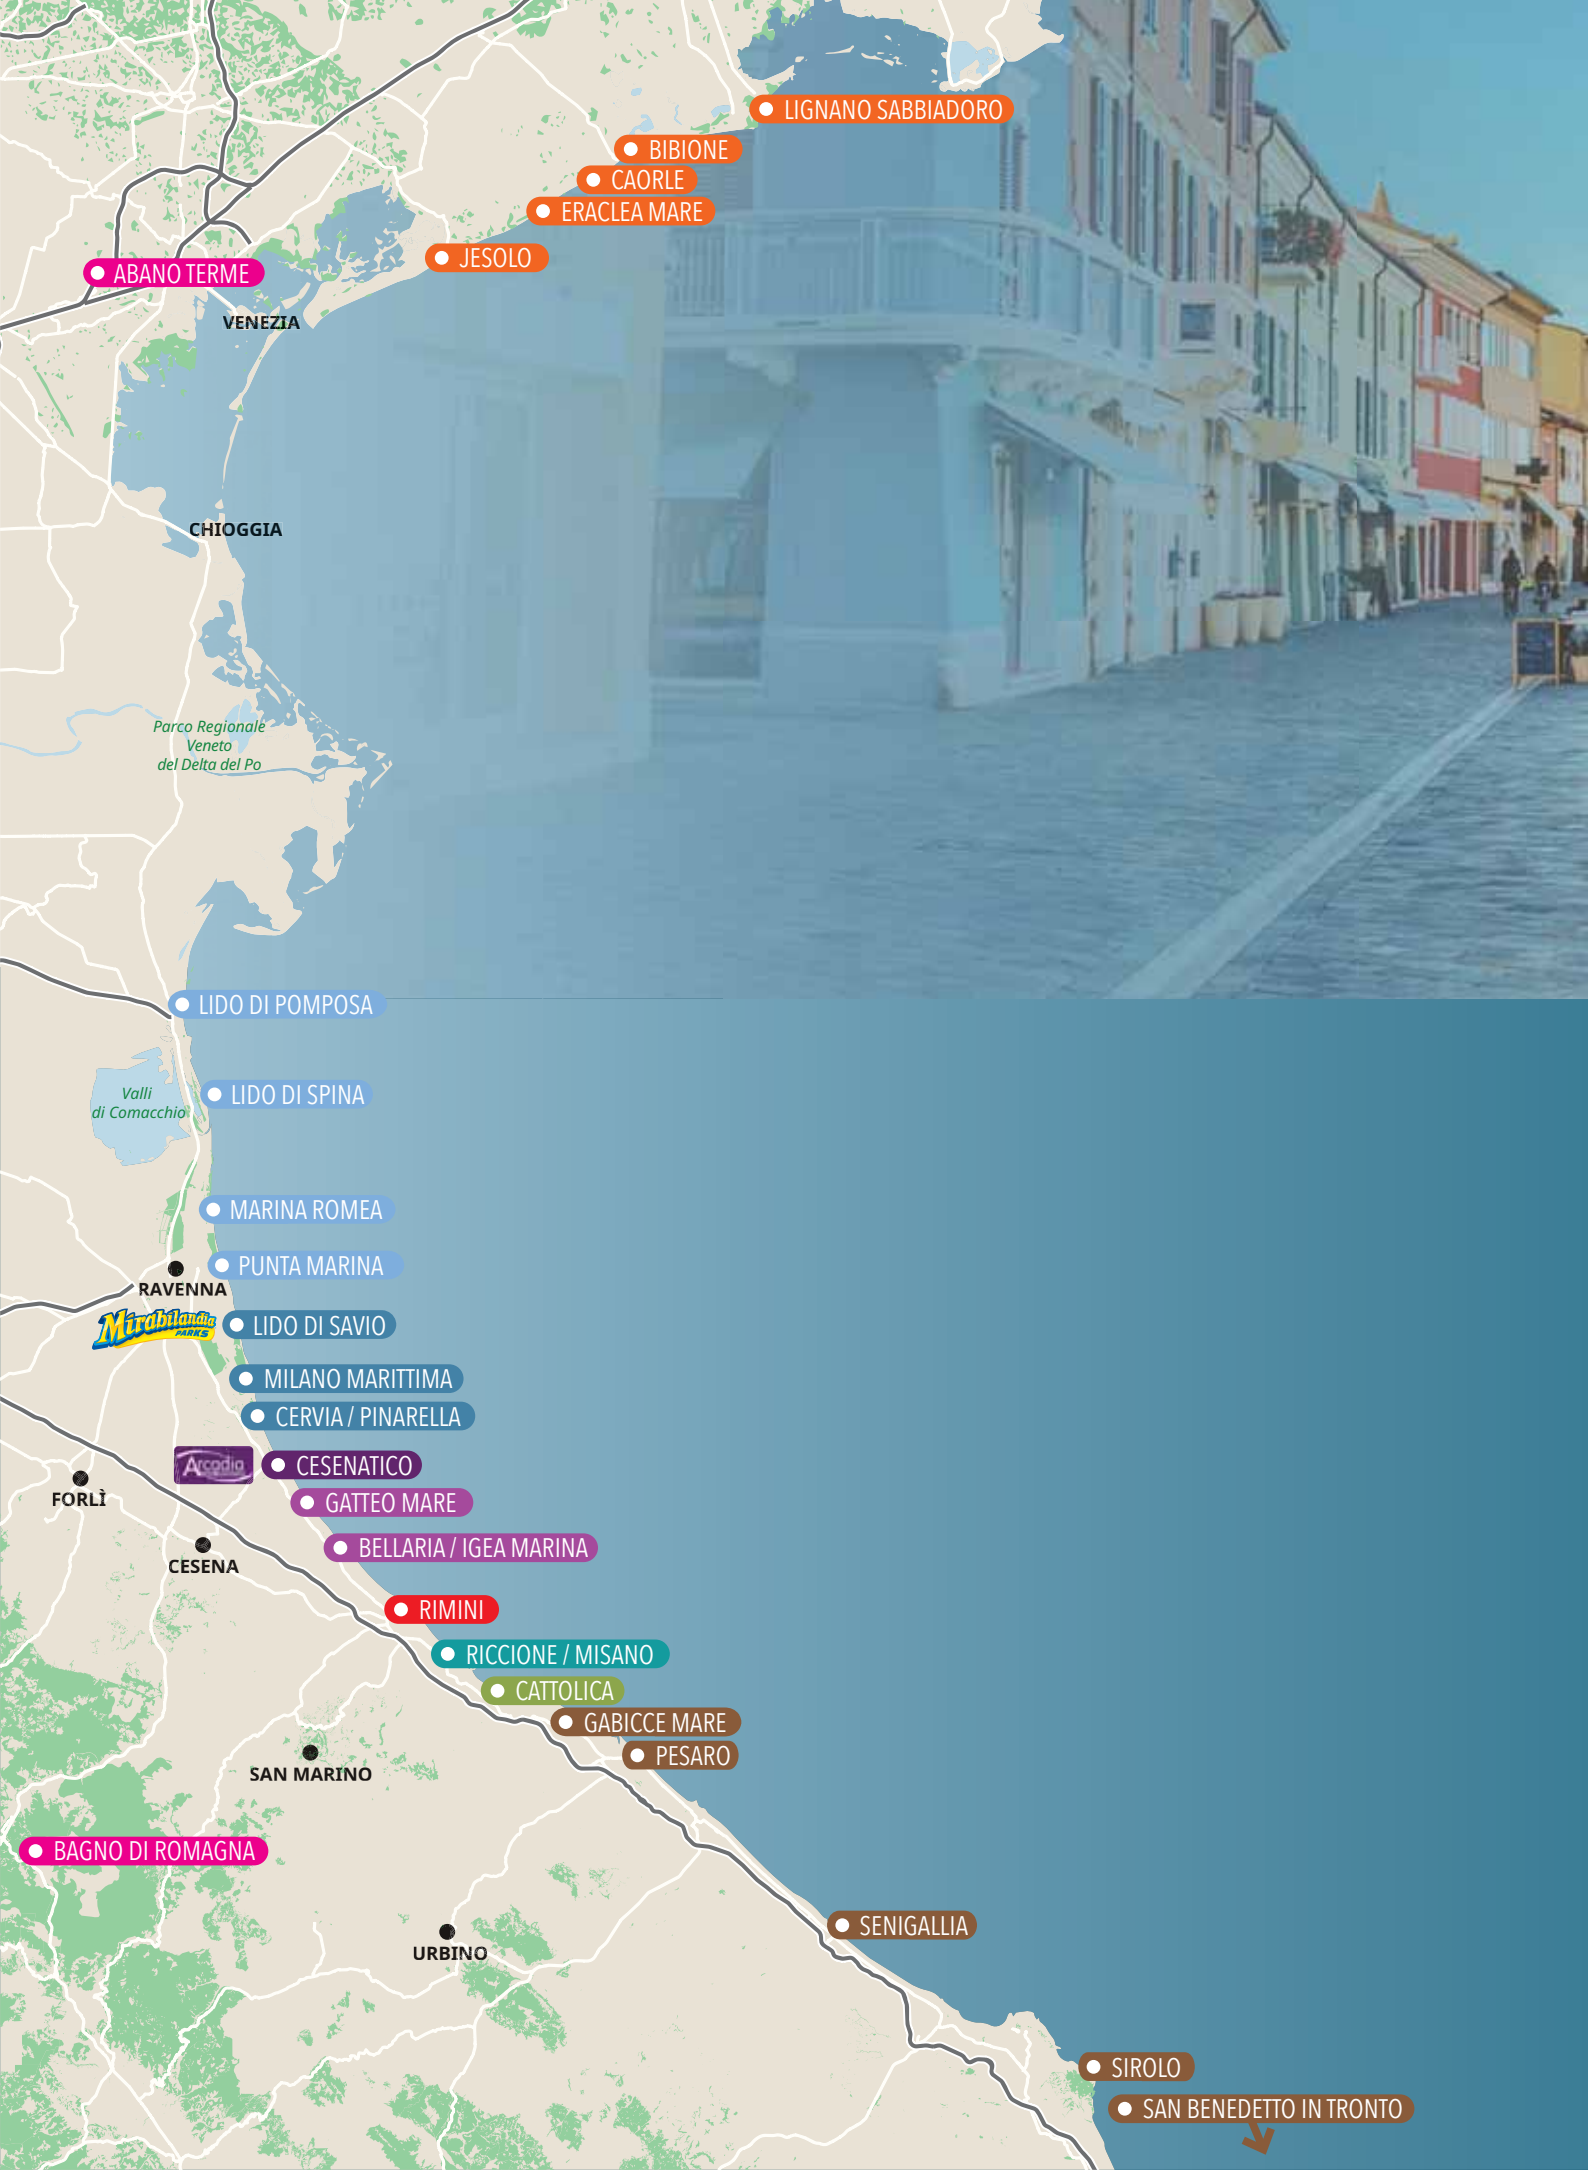 LIGNANO SABBIADORO
BIBIONE
CAORLE
ERACLEA MARE
JESOLO
ABANO TERME
VENEZIA
CHIOGGIA
Parco Regionale
Veneto
del Delta del Po
LIDO DI POMPOSA
Valli
di Comacchio
LIDO DI SPINA
MARINA ROMEA
PUNTA MARINA
RAVENNA
Mirabilandia
PARKS
LIDO DI SAVIO
MILANO MARITTIMA
CERVIA / PINARELLA
Arcadia
CESENATICO
FORLÌ
GATTEO MARE
BELLARIA / IGEA MARINA
CESENA
RIMINI
RICCIONE / MISANO
CATTOLICA
GABICCE MARE
PESARO
SAN MARINO
BAGNO DI ROMAGNA
SENIGALLIA
URBINO
SIROLO
SAN BENEDETTO IN TRONTO